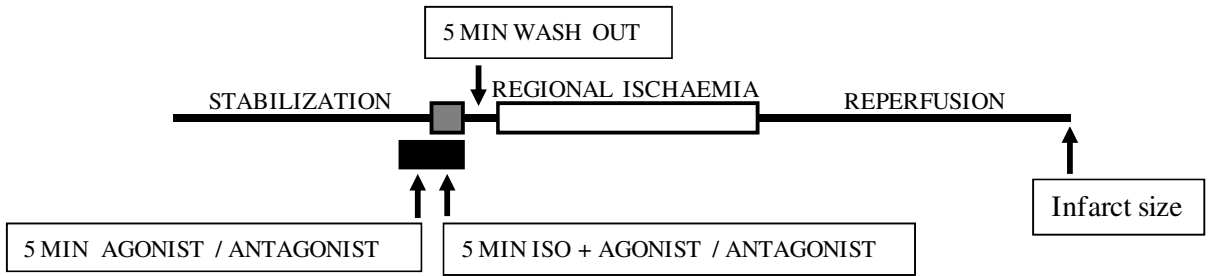 5 MIN WASH OUT
STABILIZATION
REGIONAL ISCHAEMIA
REPERFUSION
5 MIN AGONIST / ANTAGONIST
5 MIN ISO + AGONIST / ANTAGONIST
Infarct size